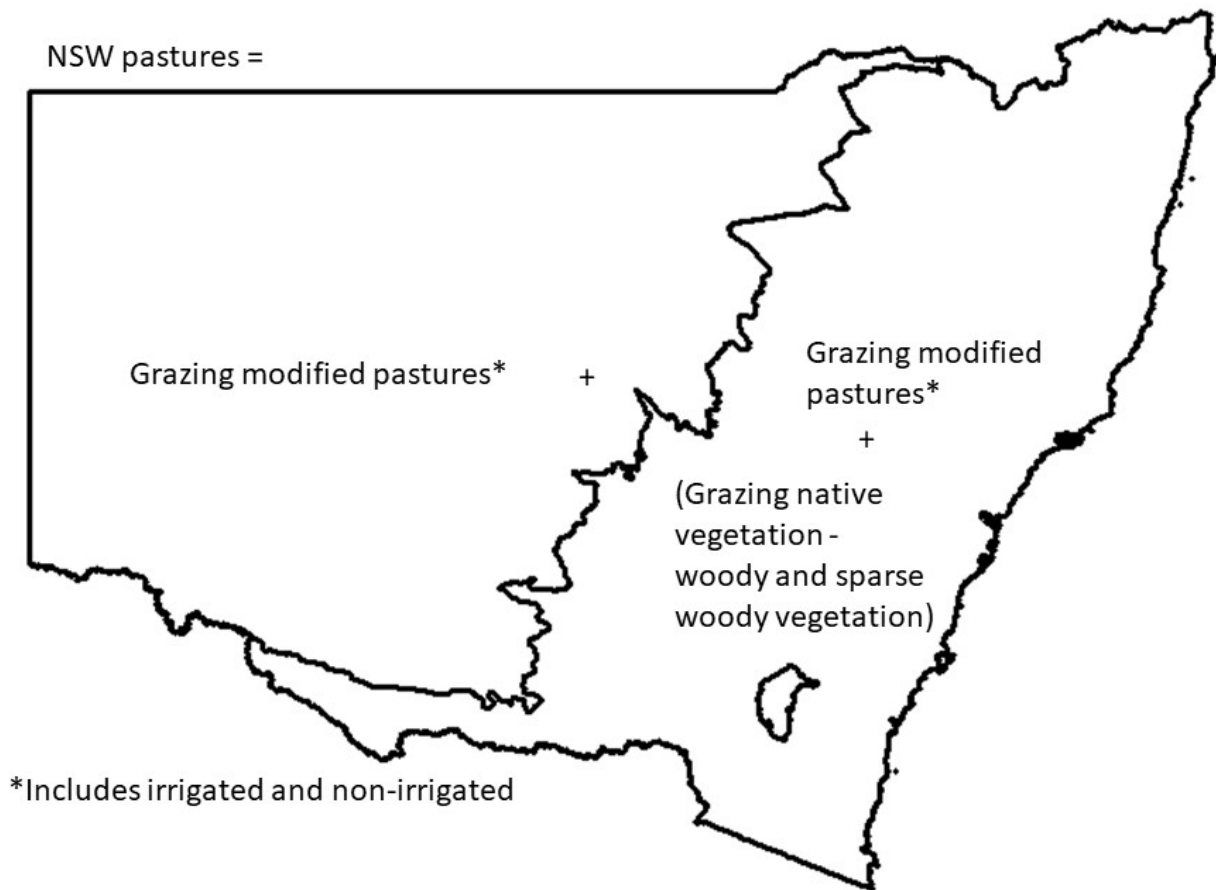 NSW pastures =
Grazing modified pastures*
+
Grazing modified
pastures*
+
(Grazing native
vegetation -
woody and sparse
woody vegetation)
*Includes irrigated and non-irrigated